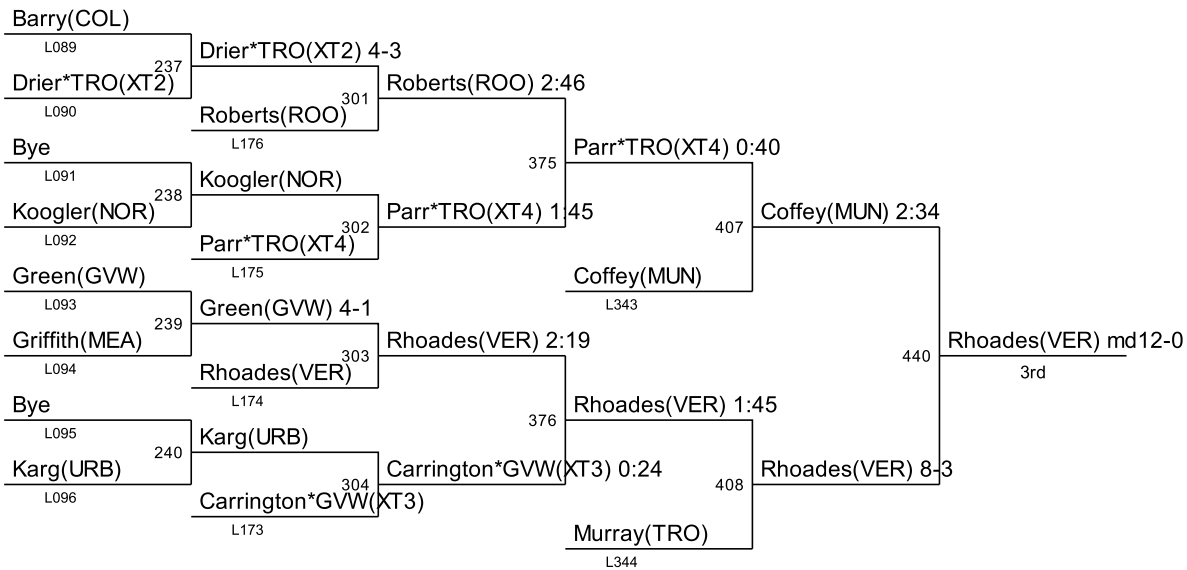 Barry(COL)
L089
237
Drier*TRO(XT2) 4-3
Drier*TRO(XT2)
L090
301
Roberts(ROO) 2:46
Roberts(ROO)
L176
Bye
L091
375
Parr*TRO(XT4) 0:40
238
Koogler(NOR)
Koogler(NOR)
L092
302
Parr*TRO(XT4) 1:45
Parr*TRO(XT4)
L175
407
Coffey(MUN) 2:34
Coffey(MUN)
L343
Green(GVW)
L093
239
Green(GVW) 4-1
Griffith(MEA)
L094
303
Rhoades(VER) 2:19
Rhoades(VER)
L174
440
Rhoades(VER) md12-0
3rd
Bye
L095
376
Rhoades(VER) 1:45
240
Karg(URB)
Karg(URB)
L096
304
Carrington*GVW(XT3) 0:24
Carrington*GVW(XT3)
L173
408
Rhoades(VER) 8-3
Murray(TRO)
L344